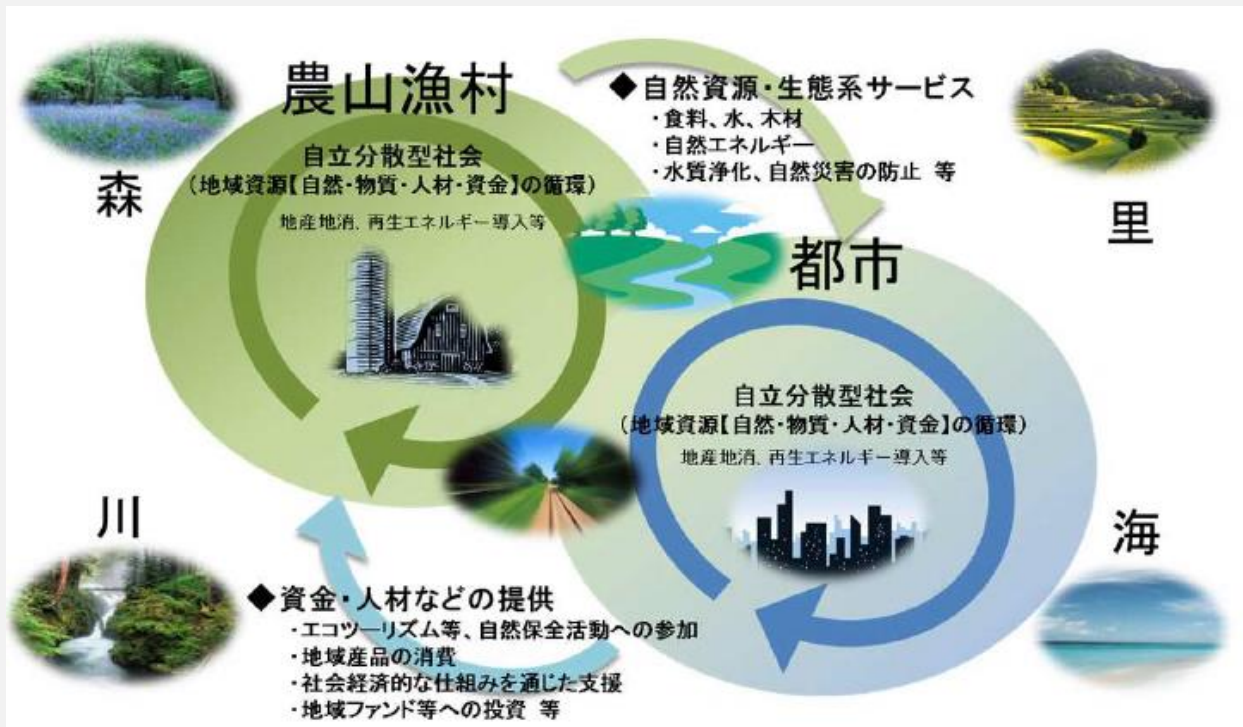 農山漁村
自立分散型社会
(地域資源【自然・物質・人材・資金】の循環)
地産地消、再生エネルギー導入等
◆自然資源・生態系サービス
・食料、水、木材
・自然エネルギー
・水質浄化、自然災害の防止 等
森
里
都市
自立分散型社会
(地域資源【自然・物質・人材・資金】の循環)
地産地消、再生エネルギー導入等
川
海
◆資金・人材などの提供
・エコツーリズム等、自然保全活動への参加
・地域産品の消費
・社会経済的な仕組みを通じた支援
・地域ファンド等への投資 等